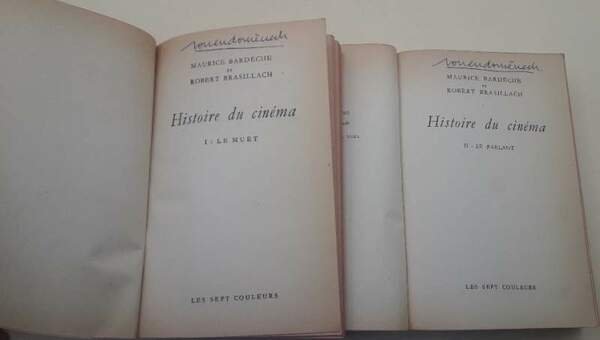 MAURICE BARDÈCHE
ET
ROBERT BRASILLACH
Histoire du cinéma
I : LE MUET
LES SEPT COULEURS
MAURICE BARDÈCHE
ET
ROBERT BRASILLACH
Histoire du cinéma
II - LE PARLANT
LES SEPT COULEURS